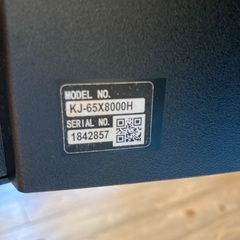 MODEL NO.
KJ-65X8000H
SERIAL NO.
1842857